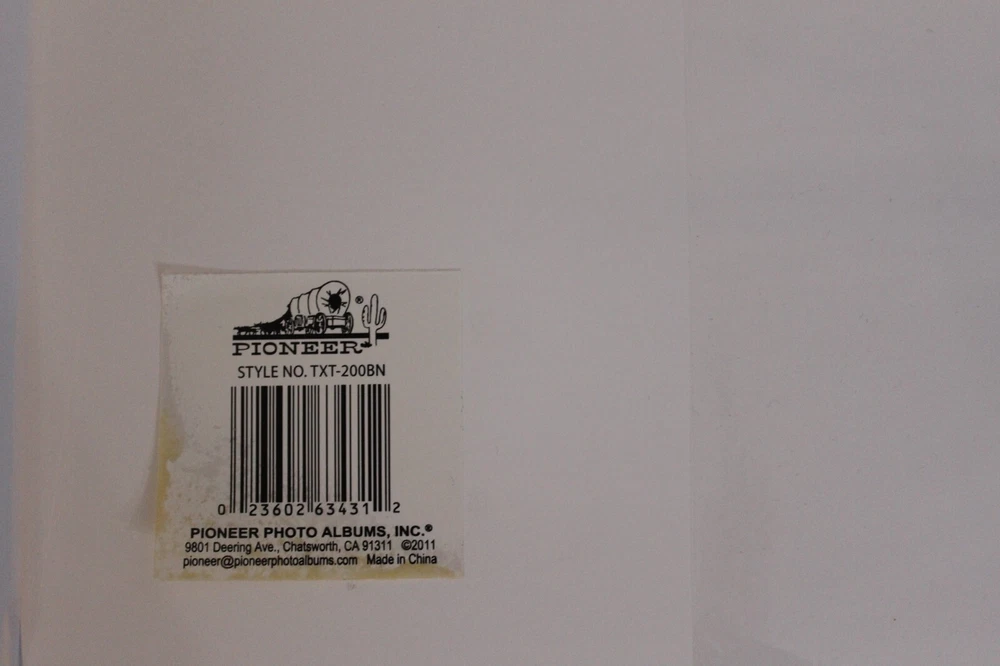 ®
PIONEER
STYLE NO. TXT-200BN
0 23602 63431 2
PIONEER PHOTO ALBUMS, INC.®
9801 Deering Ave., Chatsworth, CA 91311 ©2011
pioneer@pioneerphotoalbums.com Made in China